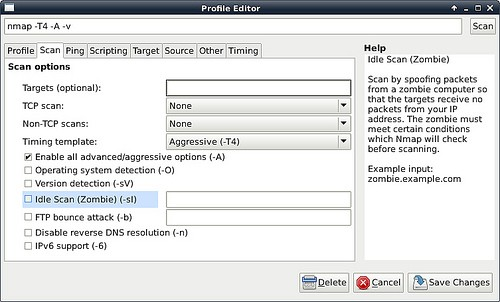 Profile Editor
nmap -T4 -A -v
Scan
Profile Scan Ping Scripting Target Source Other Timing
Scan options
Targets (optional):
TCP scan: None
Non-TCP scans: None
Timing template: Aggressive (-T4)
Enable all advanced/aggressive options (-A)
Operating system detection (-O)
Version detection (-sV)
Idle Scan (Zombie) (-sI)
FTP bounce attack (-b)
Disable reverse DNS resolution (-n)
IPv6 support (-6)
Help
Idle Scan (Zombie)
Scan by spoofing packets
from a zombie computer so
that the targets receive no
packets from your IP
address. The zombie must
meet certain conditions
which Nmap will check
before scanning.
Example input:
zombie.example.com
Delete
Cancel
Save Changes